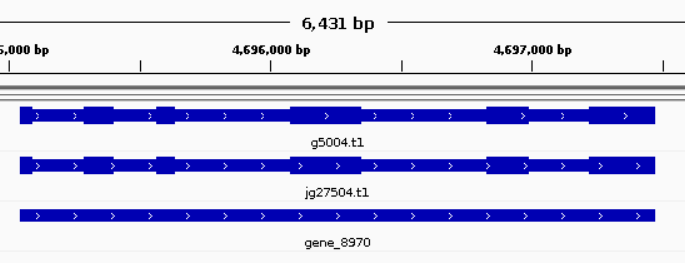 6,431 bp
5,000 bp 4,696,000 bp 4,697,000 bp
g5004.t1
jg27504.t1
gene_8970